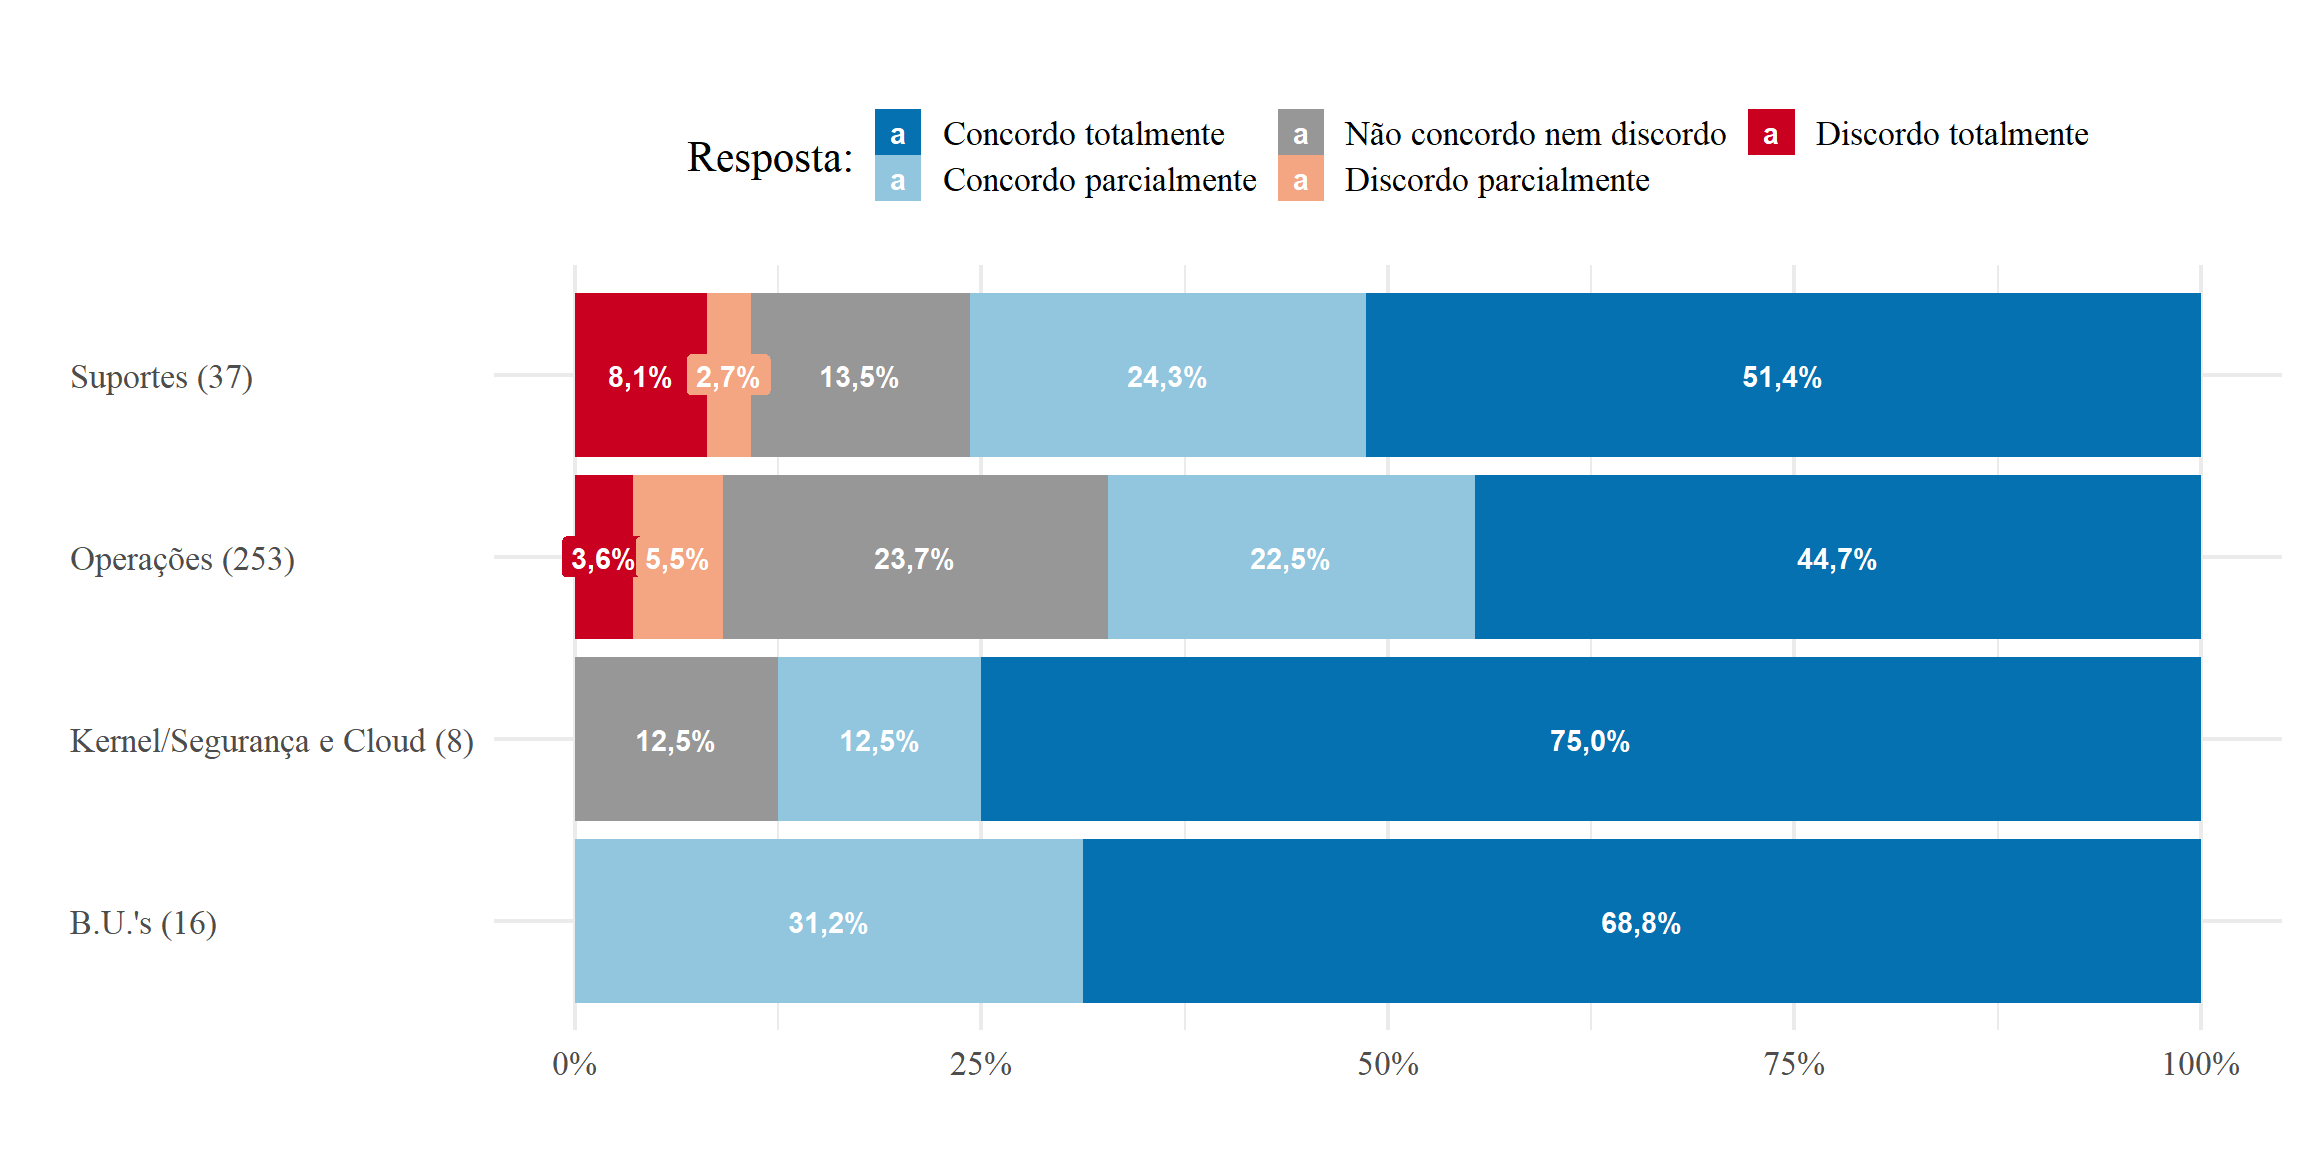 Resposta:
a Concordo totalmente
a Não concordo nem discordo
a Discordo totalmente
a Concordo parcialmente
a Discordo parcialmente
Suportes (37)
8,1% 2,7% 13,5% 24,3% 51,4%
Operações (253)
3,6% 5,5% 23,7% 22,5% 44,7%
Kernel/Segurança e Cloud (8)
12,5% 12,5% 75,0%
B.U.'s (16)
31,2% 68,8%
0% 25% 50% 75% 100%